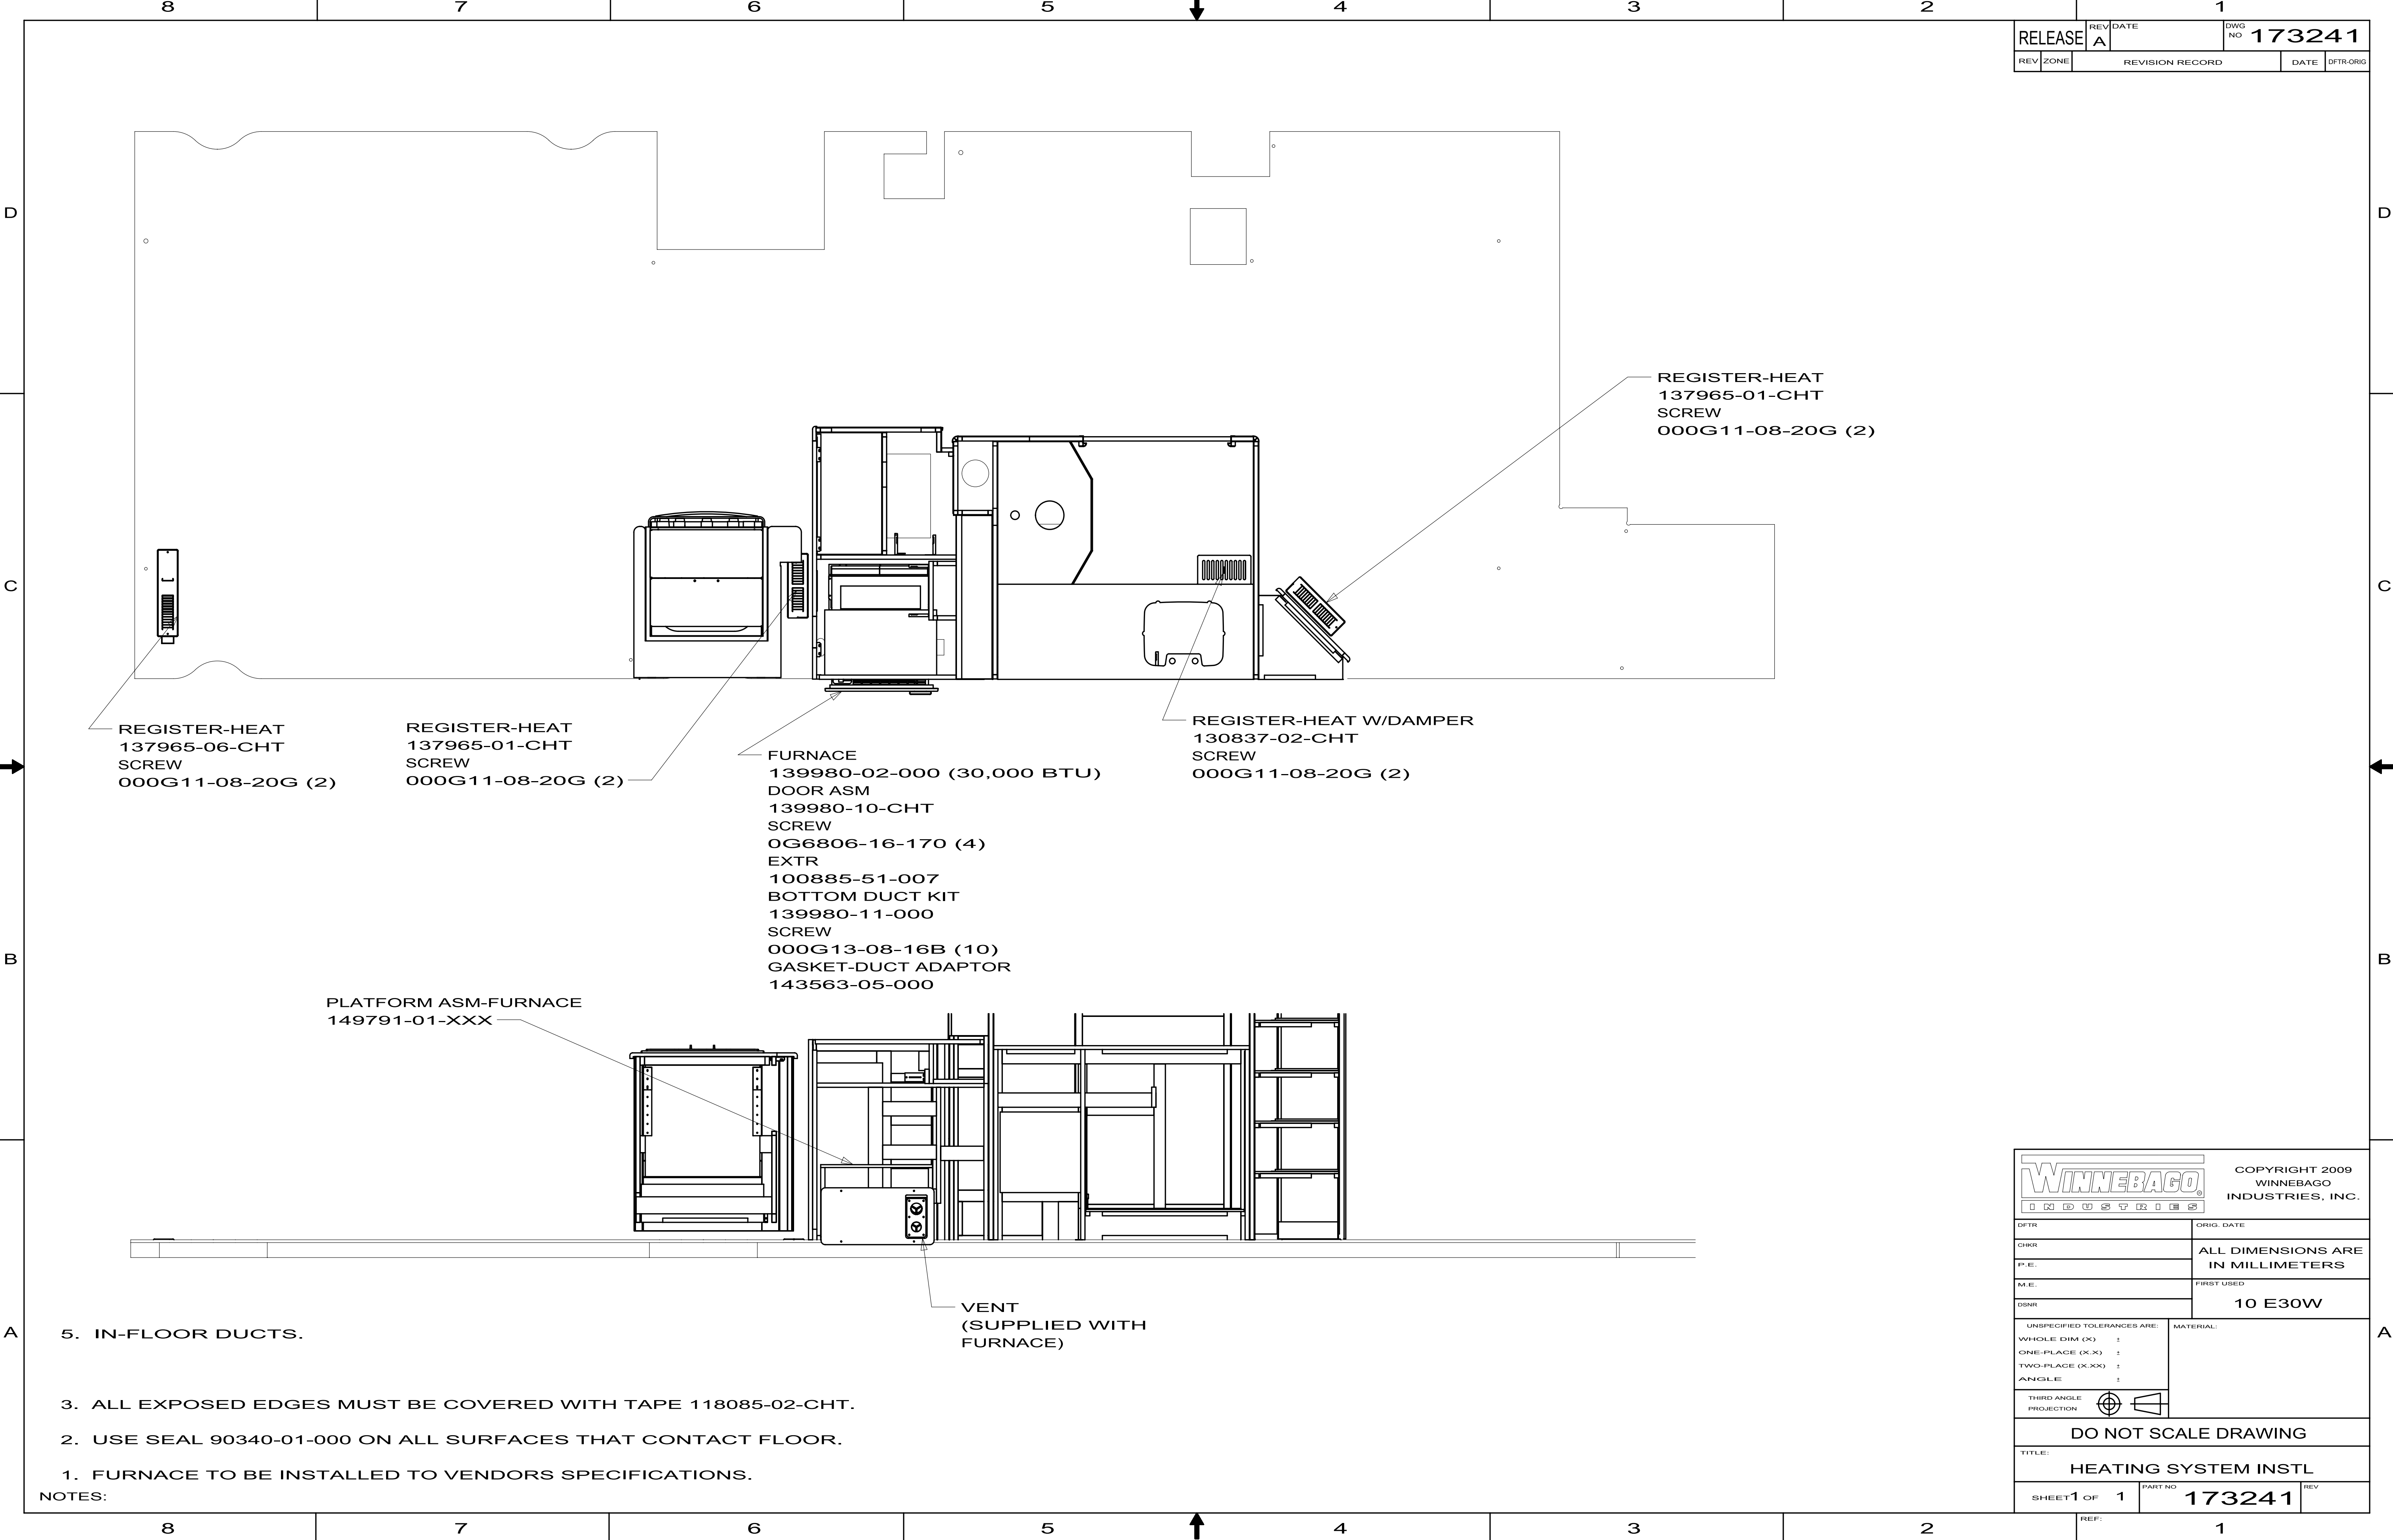 8 7 6 5 4 3 2 1
RELEASE
REV
A
DATE
DWG NO
173241
REV ZONE REVISION RECORD DATE DFTR-ORIG
D D
REGISTER-HEAT
137965-01-CHT
SCREW
000G11-08-20G (2)
C C
REGISTER-HEAT
137965-06-CHT
SCREW
000G11-08-20G (2)
REGISTER-HEAT
137965-01-CHT
SCREW
000G11-08-20G (2)
FURNACE
139980-02-000 (30,000 BTU)
DOOR ASM
139980-10-CHT
SCREW
0G6806-16-170 (4)
EXTR
100885-51-007
BOTTOM DUCT KIT
139980-11-000
SCREW
000G13-08-16B (10)
GASKET-DUCT ADAPTOR
143563-05-000
REGISTER-HEAT W/DAMPER
130837-02-CHT
SCREW
000G11-08-20G (2)
B B
PLATFORM ASM-FURNACE
149791-01-XXX
VENT
(SUPPLIED WITH
FURNACE)
A A
5. IN-FLOOR DUCTS.
3. ALL EXPOSED EDGES MUST BE COVERED WITH TAPE 118085-02-CHT.
2. USE SEAL 90340-01-000 ON ALL SURFACES THAT CONTACT FLOOR.
1. FURNACE TO BE INSTALLED TO VENDORS SPECIFICATIONS.
NOTES:
WINNEBAGO
INDUSTRIES
®
COPYRIGHT 2009
WINNEBAGO
INDUSTRIES, INC.
DFTR
ORIG. DATE
CHKR
ALL DIMENSIONS ARE
IN MILLIMETERS
P.E.
M.E.
FIRST USED
10 E30W
DSNR
UNSPECIFIED TOLERANCES ARE:
MATERIAL:
WHOLE DIM (X) ±
ONE-PLACE (X.X) ±
TWO-PLACE (X.XX) ±
ANGLE ±
THIRD ANGLE
PROJECTION
DO NOT SCALE DRAWING
TITLE:
HEATING SYSTEM INSTL
SHEET 1 OF 1
PART NO
173241
REV
REF:
8 7 6 5 4 3 2 1